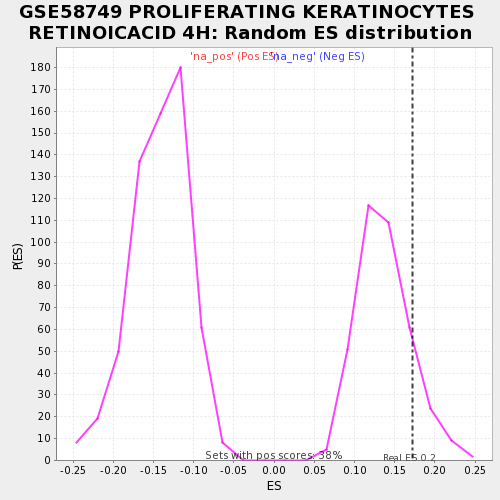 GSE58749 PROLIFERATING KERATINOCYTES
RETINOICACID 4H: Random ES distribution
'na_pos' (Pos ES) 'na_neg' (Neg ES)
180
170
160
150
140
130
120
110
100
90
80
70
60
50
40
30
20
10
0
P(ES)
Sets with pos scores: 38%
Real ES 0.2
-0.25 -0.20 -0.15 -0.10 -0.05 0.00 0.05 0.10 0.15 0.20 0.25
ES